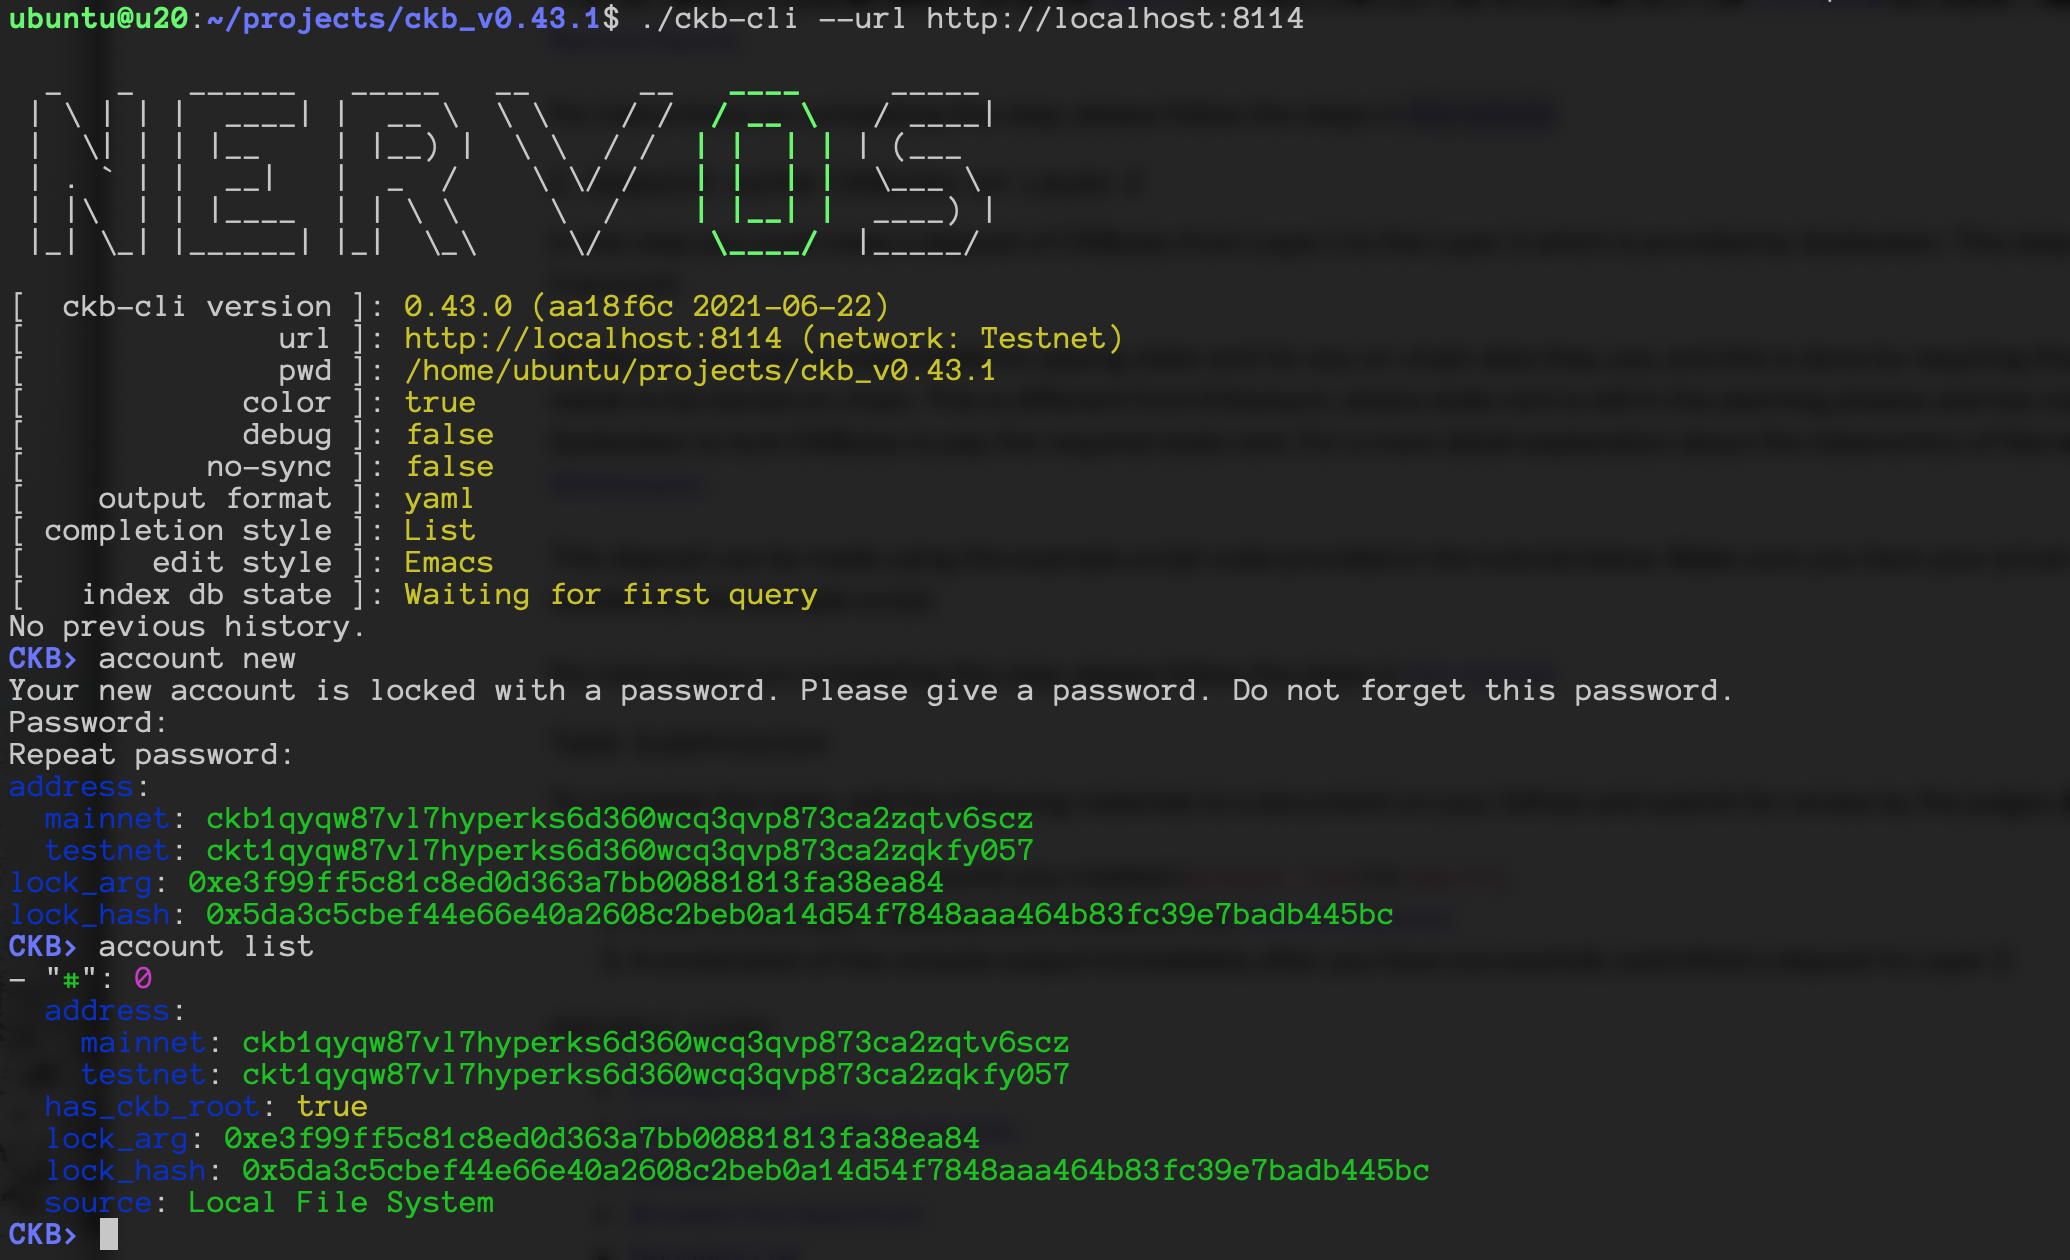 ubuntu@u20:~/projects/ckb_v0.43.1$ ./ckb-cli --url http://localhost:8114
NERVOS
[  ckb-cli version ]: 0.43.0 (aa18f6c 2021-06-22)
[              url ]: http://localhost:8114 (network: Testnet)
[              pwd ]: /home/ubuntu/projects/ckb_v0.43.1
[            color ]: true
[            debug ]: false
[          no-sync ]: false
[    output format ]: yaml
[ completion style ]: List
[       edit style ]: Emacs
[   index db state ]: Waiting for first query
No previous history.
CKB> account new
Your new account is locked with a password. Please give a password. Do not forget this password.
Password:
Repeat password:
address:
  mainnet: ckb1qyqw87vl7hyperks6d360wcq3qvp873ca2zqtv6scz
  testnet: ckt1qyqw87vl7hyperks6d360wcq3qvp873ca2zqkfy057
lock_arg: 0xe3f99ff5c81c8ed0d363a7bb00881813fa38ea84
lock_hash: 0x5da3c5cbef44e66e40a2608c2beb0a14d54f7848aaa464b83fc39e7badb445bc
CKB> account list
- "#": 0
  address:
    mainnet: ckb1qyqw87vl7hyperks6d360wcq3qvp873ca2zqtv6scz
    testnet: ckt1qyqw87vl7hyperks6d360wcq3qvp873ca2zqkfy057
  has_ckb_root: true
  lock_arg: 0xe3f99ff5c81c8ed0d363a7bb00881813fa38ea84
  lock_hash: 0x5da3c5cbef44e66e40a2608c2beb0a14d54f7848aaa464b83fc39e7badb445bc
  source: Local File System
CKB>